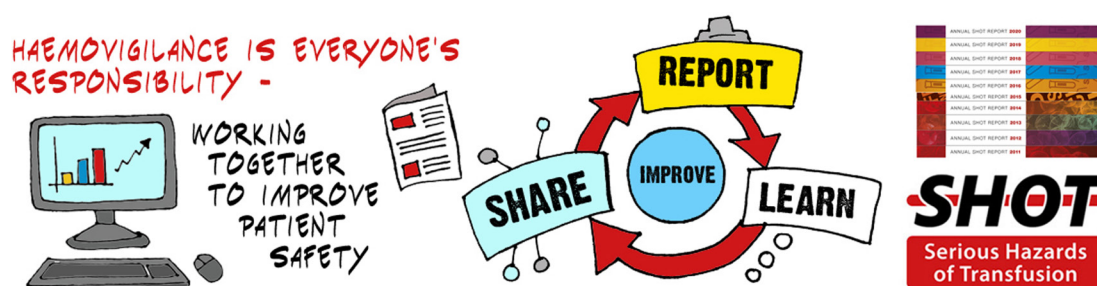 HAEMOVIGILANCE IS EVERYONE'S
RESPONSIBILITY -
WORKING
TOGETHER
TO IMPROVE
PATIENT
SAFETY
REPORT
LEARN
SHARE
IMPROVE
ANNUAL SHOT REPORT 2020
ANNUAL SHOT REPORT 2019
ANNUAL SHOT REPORT 2018
ANNUAL SHOT REPORT 2017
ANNUAL SHOT REPORT 2016
ANNUAL SHOT REPORT 2015
ANNUAL SHOT REPORT 2014
ANNUAL SHOT REPORT 2013
ANNUAL SHOT REPORT 2012
ANNUAL SHOT REPORT 2011
SHOT
Serious Hazards
of Transfusion